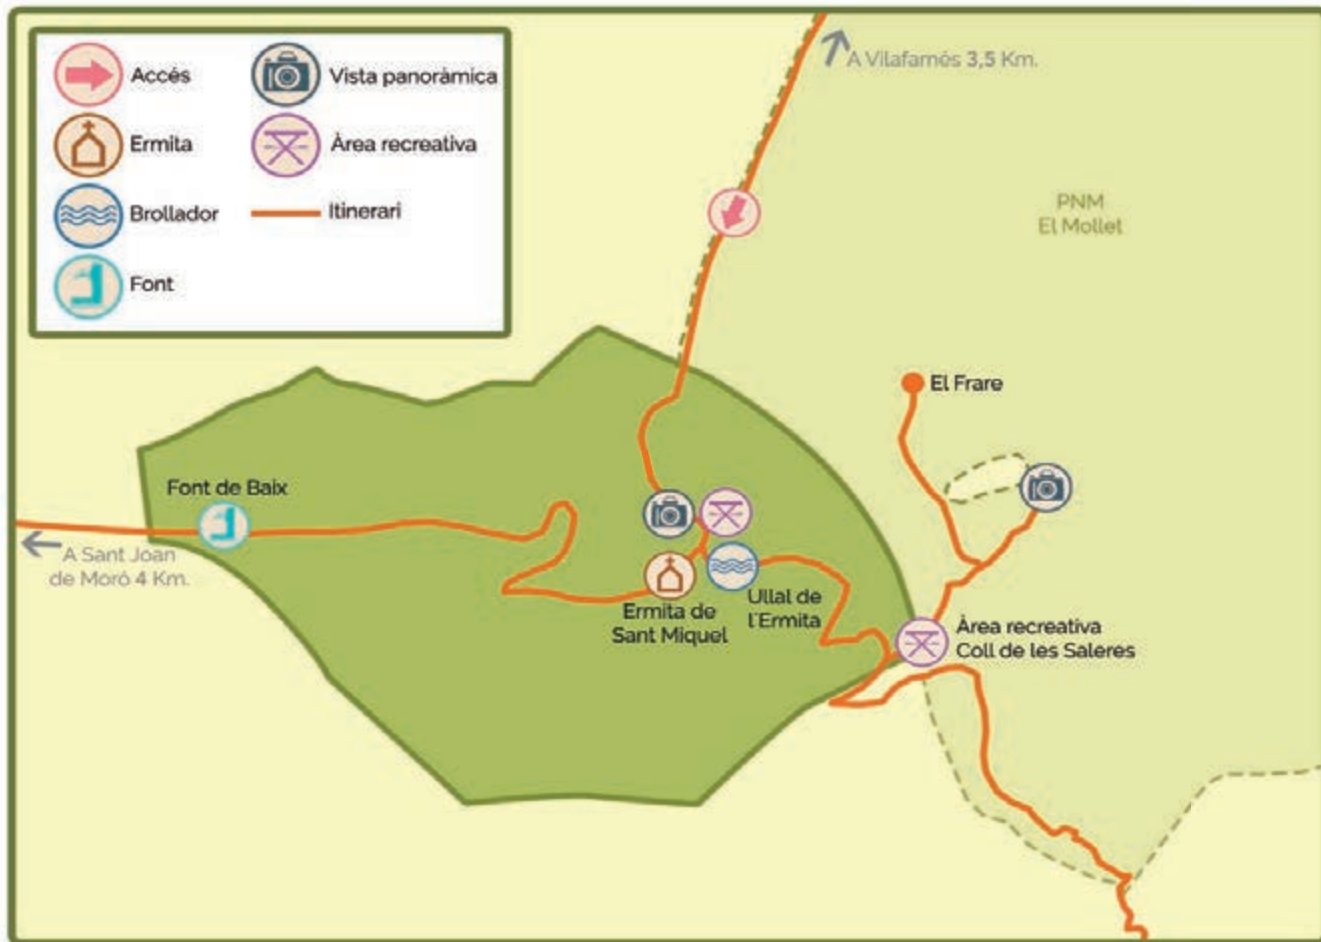 Accés
Vista panoràmica
Ermita
Àrea recreativa
Brollador
Itinerari
Font
A Vilafamés 3,5 Km.
PNM
El Mollet
El Frare
Font de Baix
A Sant Joan
de Moró 4 Km.
Ermita de
Sant Miquel
Ullal de
l'Ermita
Àrea recreativa
Coll de les Saleres